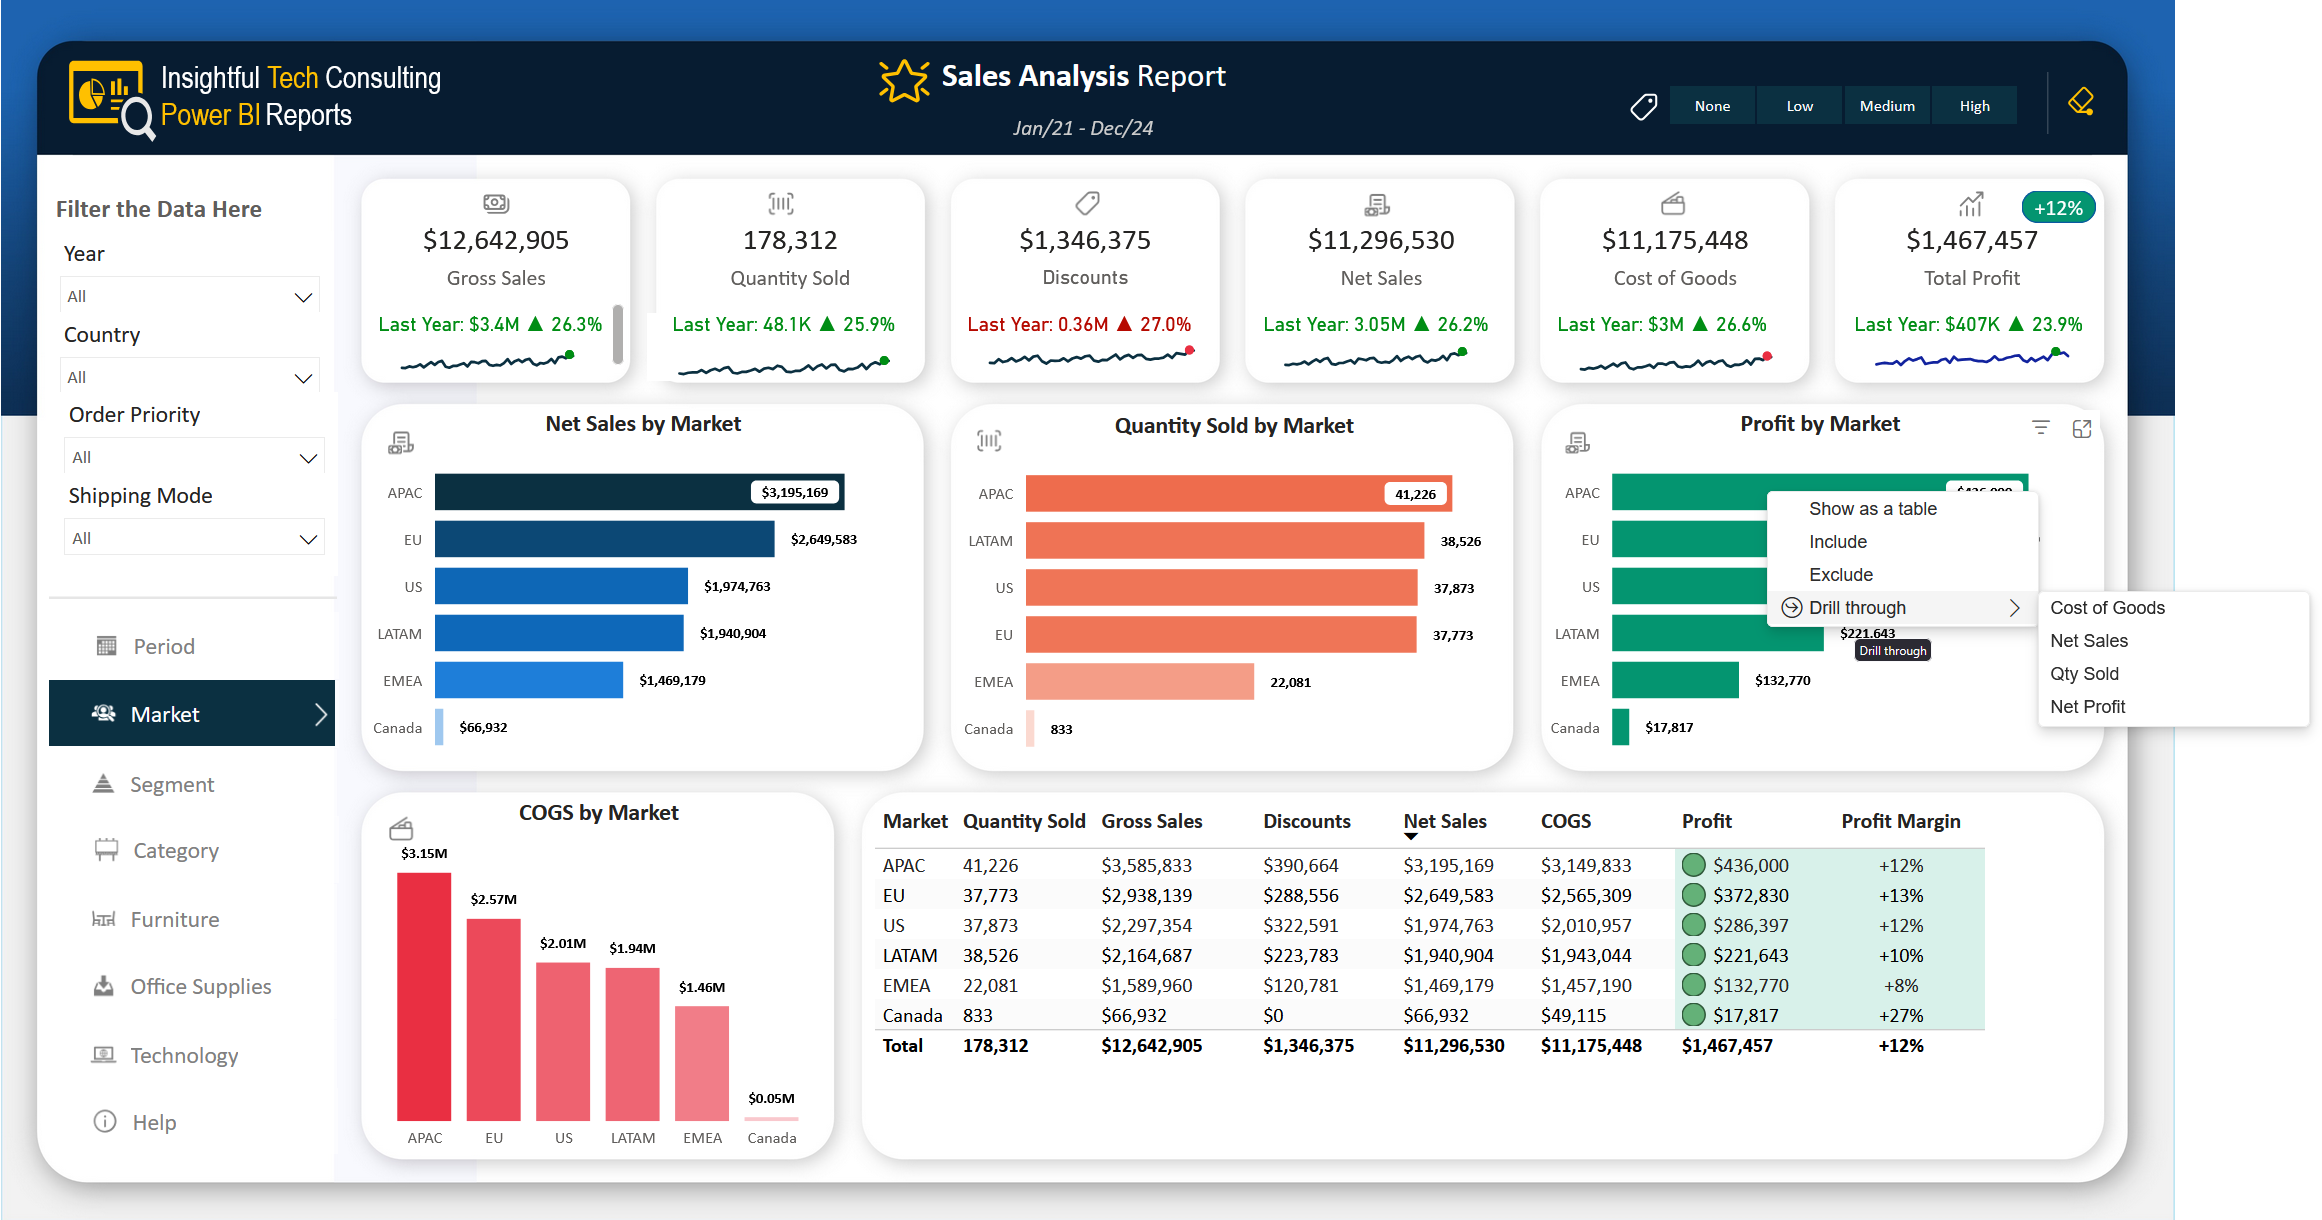 Insightful Tech Consulting
Power BI Reports
Sales Analysis Report
Jan/21 - Dec/24
None Low Medium High
Filter the Data Here
Year
All
Country
All
Order Priority
All
Shipping Mode
All
Period
Market
Segment
Category
Furniture
Office Supplies
Technology
Help
$12,642,905
Gross Sales
Last Year: $3.4M ▲ 26.3%
178,312
Quantity Sold
Last Year: 48.1K ▲ 25.9%
$1,346,375
Discounts
Last Year: 0.36M ▲ 27.0%
$11,296,530
Net Sales
Last Year: 3.05M ▲ 26.2%
$11,175,448
Cost of Goods
Last Year: $3M ▲ 26.6%
+12%
$1,467,457
Total Profit
Last Year: $407K ▲ 23.9%
Net Sales by Market
APAC $3,195,169
EU $2,649,583
US $1,974,763
LATAM $1,940,904
EMEA $1,469,179
Canada $66,932
Quantity Sold by Market
APAC 41,226
LATAM 38,526
US 37,873
EU 37,773
EMEA 22,081
Canada 833
Profit by Market
APAC
EU
US
LATAM $221,643
EMEA $132,770
Canada $17,817
Show as a table
Include
Exclude
Drill through
Drill through
Cost of Goods
Net Sales
Qty Sold
Net Profit
COGS by Market
$3.15M
$2.57M
$2.01M
$1.94M
$1.46M
$0.05M
APAC EU US LATAM EMEA Canada
Market Quantity Sold Gross Sales Discounts Net Sales COGS Profit Profit Margin
APAC 41,226 $3,585,833 $390,664 $3,195,169 $3,149,833 $436,000 +12%
EU 37,773 $2,938,139 $288,556 $2,649,583 $2,565,309 $372,830 +13%
US 37,873 $2,297,354 $322,591 $1,974,763 $2,010,957 $286,397 +12%
LATAM 38,526 $2,164,687 $223,783 $1,940,904 $1,943,044 $221,643 +10%
EMEA 22,081 $1,589,960 $120,781 $1,469,179 $1,457,190 $132,770 +8%
Canada 833 $66,932 $0 $66,932 $49,115 $17,817 +27%
Total 178,312 $12,642,905 $1,346,375 $11,296,530 $11,175,448 $1,467,457 +12%